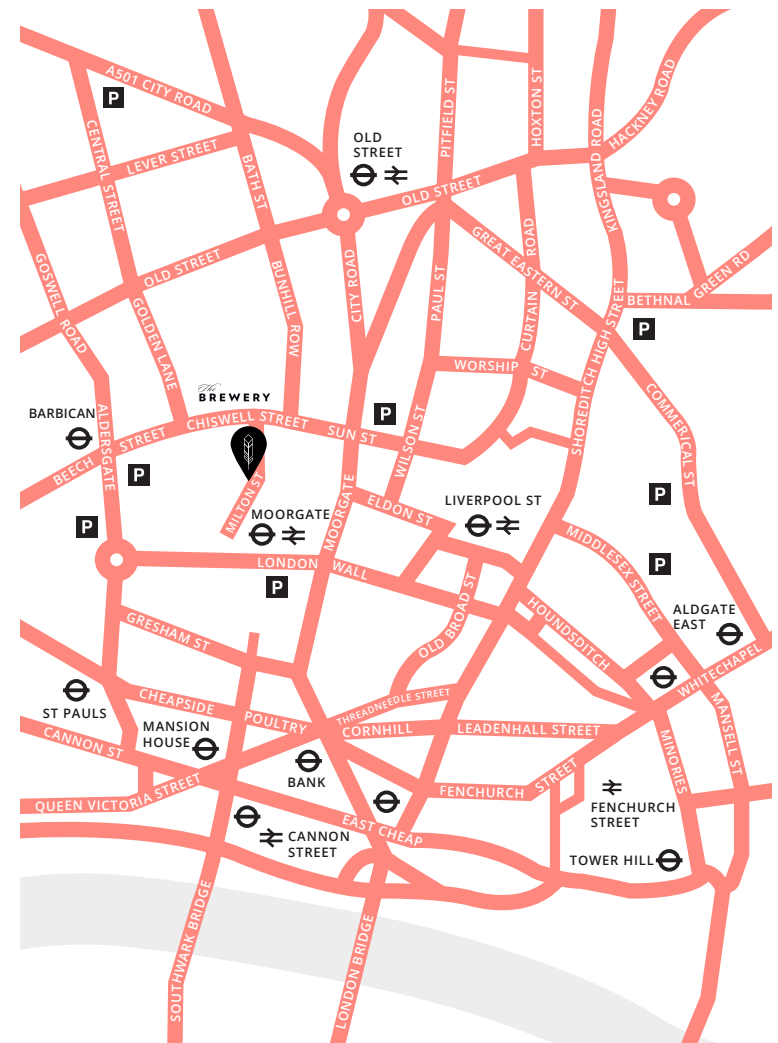 A501 CITY ROAD
P
CENTRAL STREET
LEVER STREET
BATH ST
OLD
STREET
PITFIELD ST
HOXTON ST
KINGSLAND ROAD
HACKNEY ROAD
OLD STREET
GOSWELL ROAD
OLD STREET
GOLDEN LANE
BUNHILL ROW
CITY ROAD
PAUL ST
GREAT EASTERN ST
CURTAIN ROAD
SHOREDITCH HIGH STREET
BETHNAL GREEN RD
P
WORSHIP ST
COMMERICAL ST
The
BREWERY
BARBICAN
ALDERSGATE
BEECH STREET
CHISWELL STREET
SUN ST
P
WILSON ST
P
P
MILTON ST
MOORGATE
MOORGATE
ELDON ST
LIVERPOOL ST
P
MIDDLESEX STREET
P
LONDON WALL
P
OLD BROAD ST
HOUNDSDITCH
ALDGATE
EAST
GRESHAM ST
WHITECHAPEL
ST PAULS
CHEAPSIDE
POULTRY
THREADNEEDLE STREET
CORNHILL
LEADENHALL STREET
MANSELL ST
CANNON ST
MANSION
HOUSE
BANK
MINORIES
FENCHURCH STREET
FENCHURCH
STREET
QUEEN VICTORIA STREET
EAST CHEAP
CANNON
STREET
TOWER HILL
SOUTHWARK BRIDGE
LONDON BRIDGE